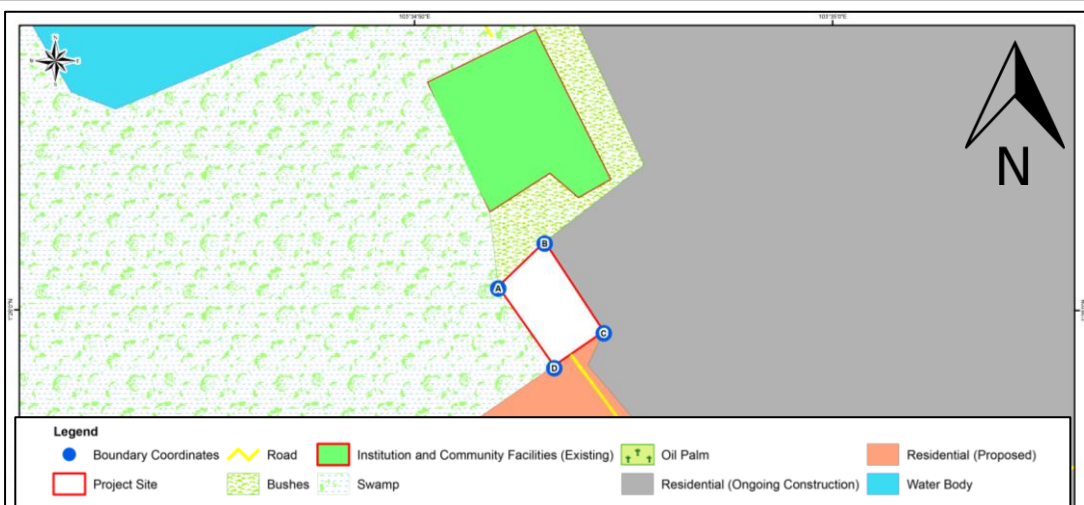 103°34'50"E 103°35'0"E
N
B
A
C
D
Legend
Boundary Coordinates Road Institution and Community Facilities (Existing) Oil Palm Residential (Proposed)
Project Site Bushes Swamp Residential (Ongoing Construction) Water Body